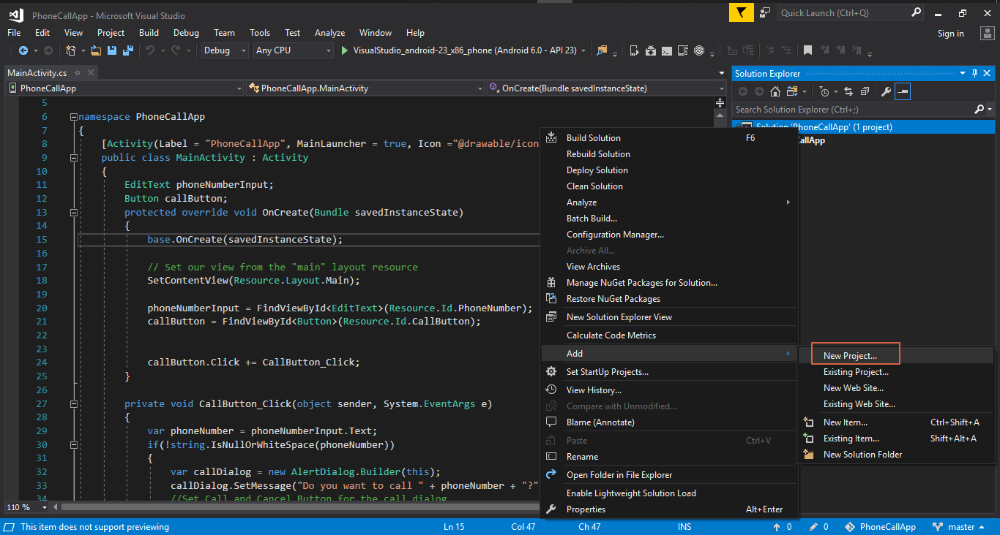 PhoneCallApp - Microsoft Visual Studio
Quick Launch (Ctrl+Q)
File Edit View Project Build Debug Team Tools Test Analyze Window Help
Sign in
Debug Any CPU VisualStudio_android-23_x86_phone (Android 6.0 - API 23)
MainActivity.cs
PhoneCallApp PhoneCallApp.MainActivity OnCreate(Bundle savedInstanceState)
5
6 namespace PhoneCallApp
7 {
8 [Activity(Label = "PhoneCallApp", MainLauncher = true, Icon ="@drawable/icon
9 public class MainActivity : Activity
10 {
11 EditText phoneNumberInput;
12 Button callButton;
13 protected override void OnCreate(Bundle savedInstanceState)
14 {
15 base.OnCreate(savedInstanceState);
16
17 // Set our view from the "main" layout resource
18 SetContentView(Resource.Layout.Main);
19
20 phoneNumberInput = FindViewById<EditText>(Resource.Id.PhoneNumber);
21 callButton = FindViewById<Button>(Resource.Id.CallButton);
22
23
24 callButton.Click += CallButton_Click;
25 }
26
27 private void CallButton_Click(object sender, System.EventArgs e)
28 {
29 var phoneNumber = phoneNumberInput.Text;
30 if(!string.IsNullOrWhiteSpace(phoneNumber))
31 {
32 var callDialog = new AlertDialog.Builder(this);
33 callDialog.SetMessage("Do you want to call " + phoneNumber + "?"
34 //Set Call and Cancel Button for the call dialog
110 %
Solution Explorer
Search Solution Explorer (Ctrl+;)
Solution 'PhoneCallApp' (1 project)
CallApp
Build Solution F6
Rebuild Solution
Deploy Solution
Clean Solution
Analyze
Batch Build...
Configuration Manager...
Archive All...
View Archives
Manage NuGet Packages for Solution...
Restore NuGet Packages
New Solution Explorer View
Calculate Code Metrics
Add
Set StartUp Projects...
View History...
Compare with Unmodified...
Blame (Annotate)
Paste Ctrl+V
Rename
Open Folder in File Explorer
Enable Lightweight Solution Load
Properties Alt+Enter
New Project...
Existing Project...
New Web Site...
Existing Web Site...
New Item... Ctrl+Shift+A
Existing Item... Shift+Alt+A
New Solution Folder
This item does not support previewing Ln 15 Col 47 Ch 47 INS 0 0 PhoneCallApp master